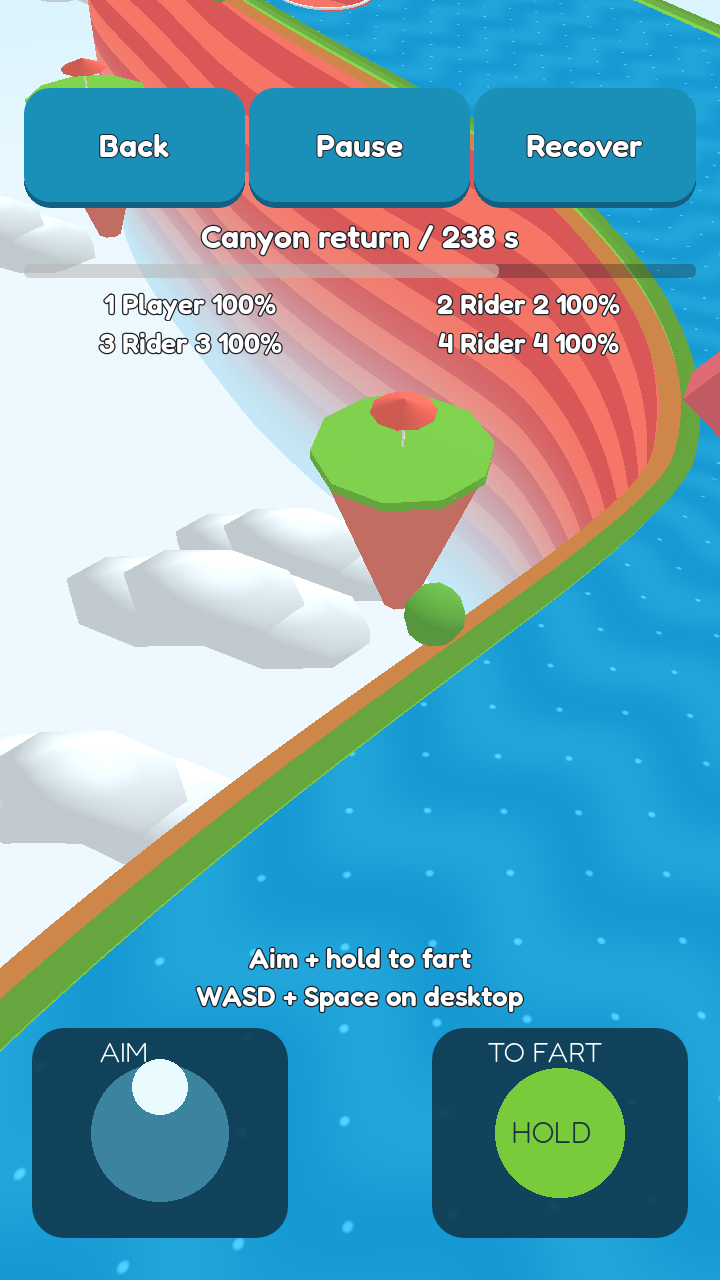 Back
Pause
Recover
Canyon return / 238 s
1 Player 100%
2 Rider 2 100%
3 Rider 3 100%
4 Rider 4 100%
Aim + hold to fart
WASD + Space on desktop
AIM
TO FART
HOLD